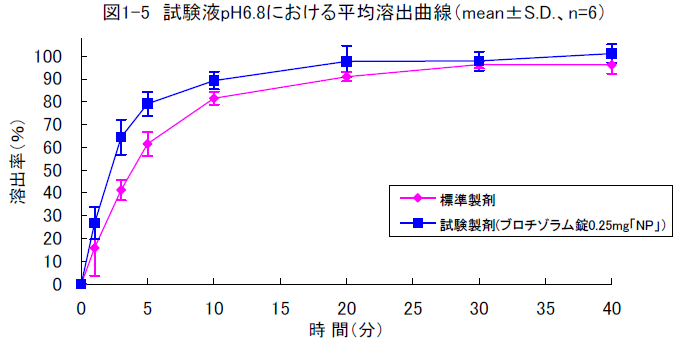 図1-5 試験液pH6.8における平均溶出曲線(mean±S.D.、n=6)
溶出率(%)
100
90
80
70
60
50
40
30
20
10
0
標準製剤
試験製剤(ブロチゾラム錠0.25mg「NP」)
0 5 10 15 20 25 30 35 40
時間(分)